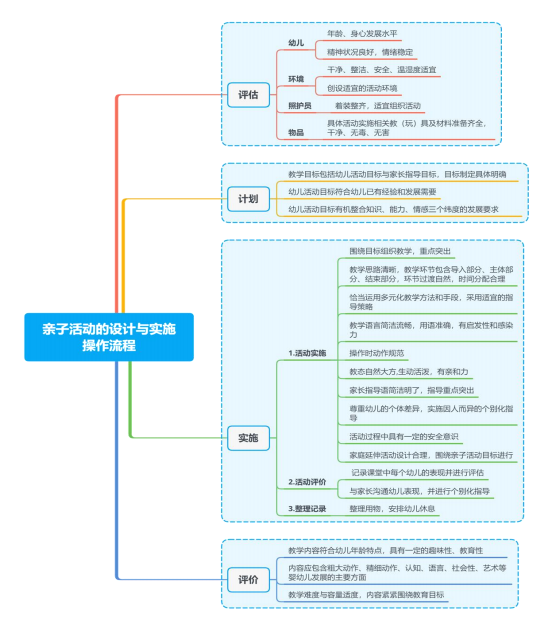 亲子活动的设计与实施
操作流程
评估
幼儿
年龄、身心发展水平
精神状况良好，情绪稳定
环境
干净、整洁、安全、温湿度适宜
创设适宜的活动环境
照护员
着装整齐，适宜组织活动
物品
具体活动实施相关教（玩）具及材料准备齐全，
干净、无毒、无害
计划
教学目标包括幼儿活动目标与家长指导目标，目标制定具体明确
幼儿活动目标符合幼儿已有经验和发展需要
幼儿活动目标有机整合知识、能力、情感三个纬度的发展要求
实施
1.活动实施
围绕目标组织教学，重点突出
教学思路清晰，教学环节包含导入部分、主体部
分、结束部分，环节过渡自然，时间分配合理
恰当运用多元化教学方法和手段，采用适宜的指
导策略
教学语言简洁流畅，用语准确，有启发性和感染
力
操作时动作规范
教态自然大方,生动活泼，有亲和力
家长指导语简洁明了，指导重点突出
尊重幼儿的个体差异，实施因人而异的个别化指
导
活动过程中具有一定的安全意识
家庭延伸活动设计合理，围绕亲子活动目标进行
2.活动评价
记录课堂中每个幼儿的表现并进行评估
与家长沟通幼儿表现，并进行个别化指导
3.整理记录
整理用物，安排幼儿休息
评价
教学内容符合幼儿年龄特点，具有一定的趣味性、教育性
内容应包含粗大动作、精细动作、认知、语言、社会性、艺术等
婴幼儿发展的主要方面
教学难度与容量适度，内容紧紧围绕教育目标